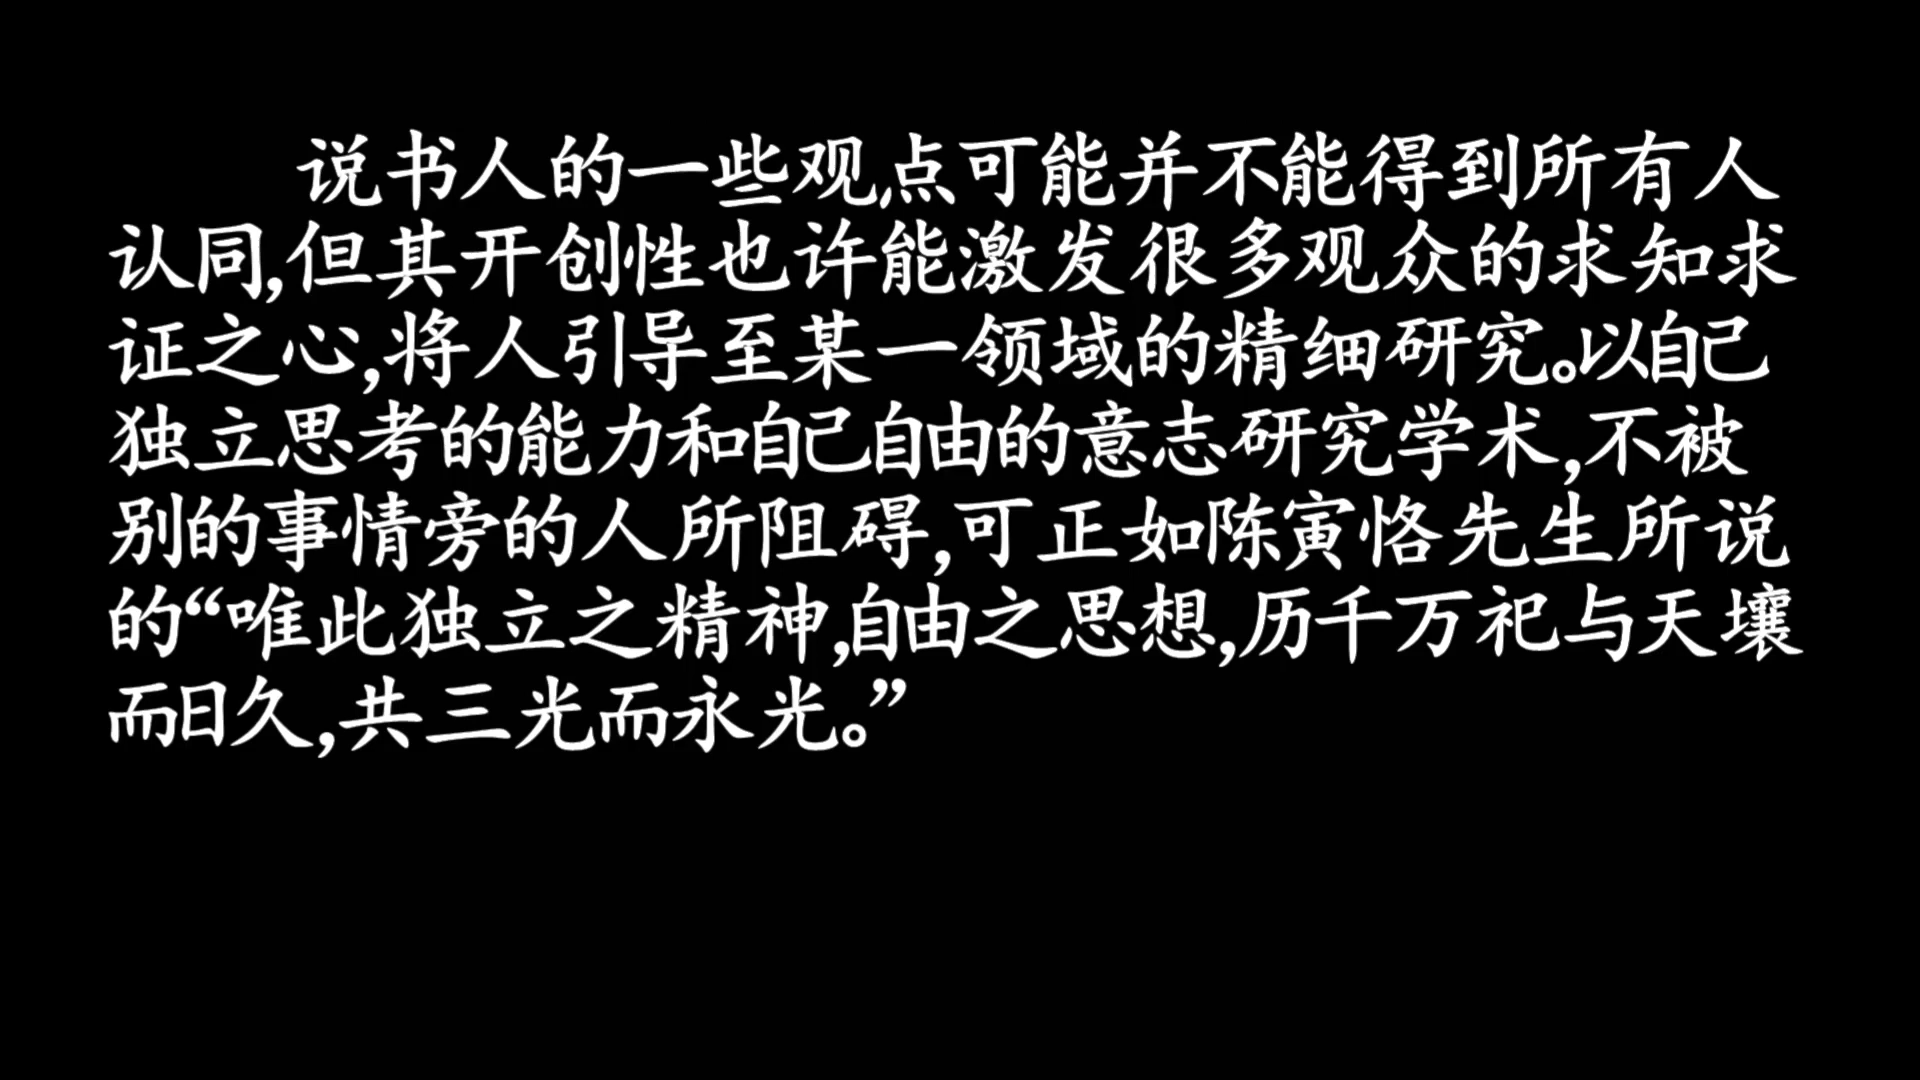 说书人的一些观点可能并不能得到所有人
认同,但其开创性也许能激发很多观众的求知求
证之心,将人引导至某一领域的精细研究。以自己
独立思考的能力和自己自由的意志研究学术,不被
别的事情旁的人所阻碍,可正如陈寅恪先生所说
的“唯此独立之精神,自由之思想,历千万祀与天壤
而日久,共三光而永光。”